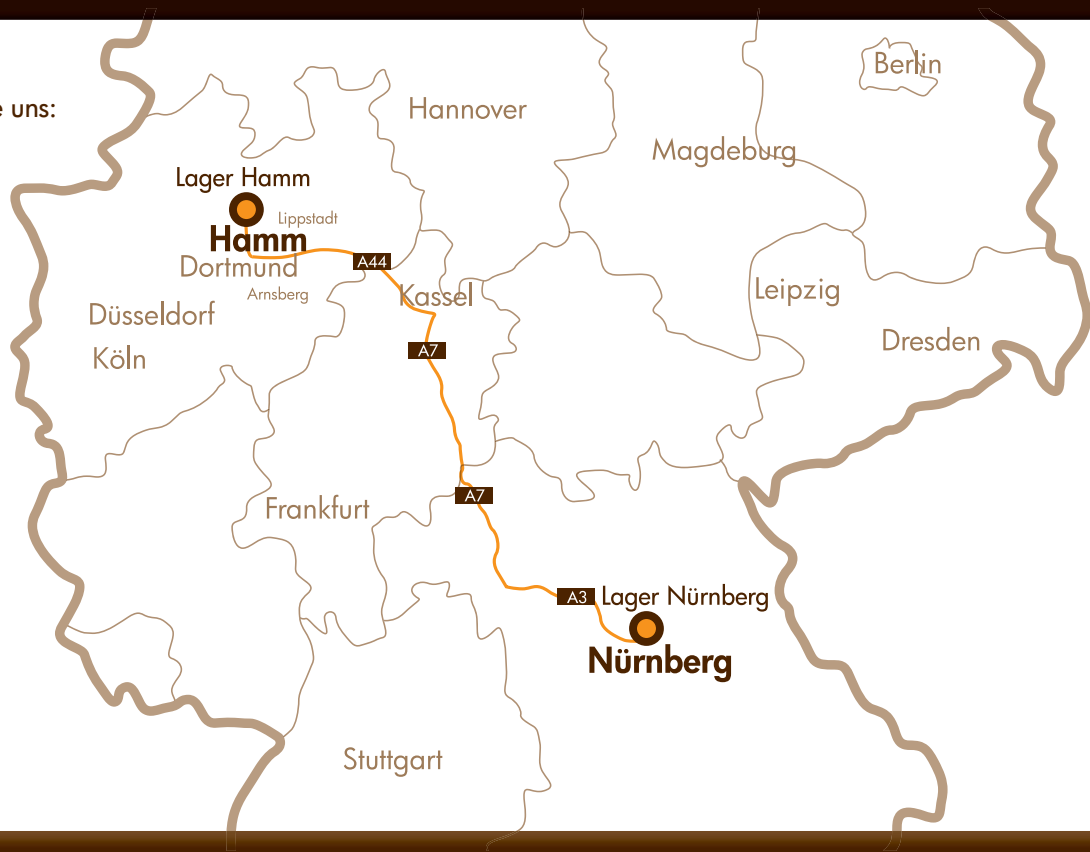 Berlin
e uns:
Hannover
Magdeburg
Lager Hamm
Lippstadt
Hamm
Dortmund
A44
Arnsberg
Kassel
Leipzig
Düsseldorf
Dresden
Köln
A7
A7
Frankfurt
A3
Lager Nürnberg
Nürnberg
Stuttgart